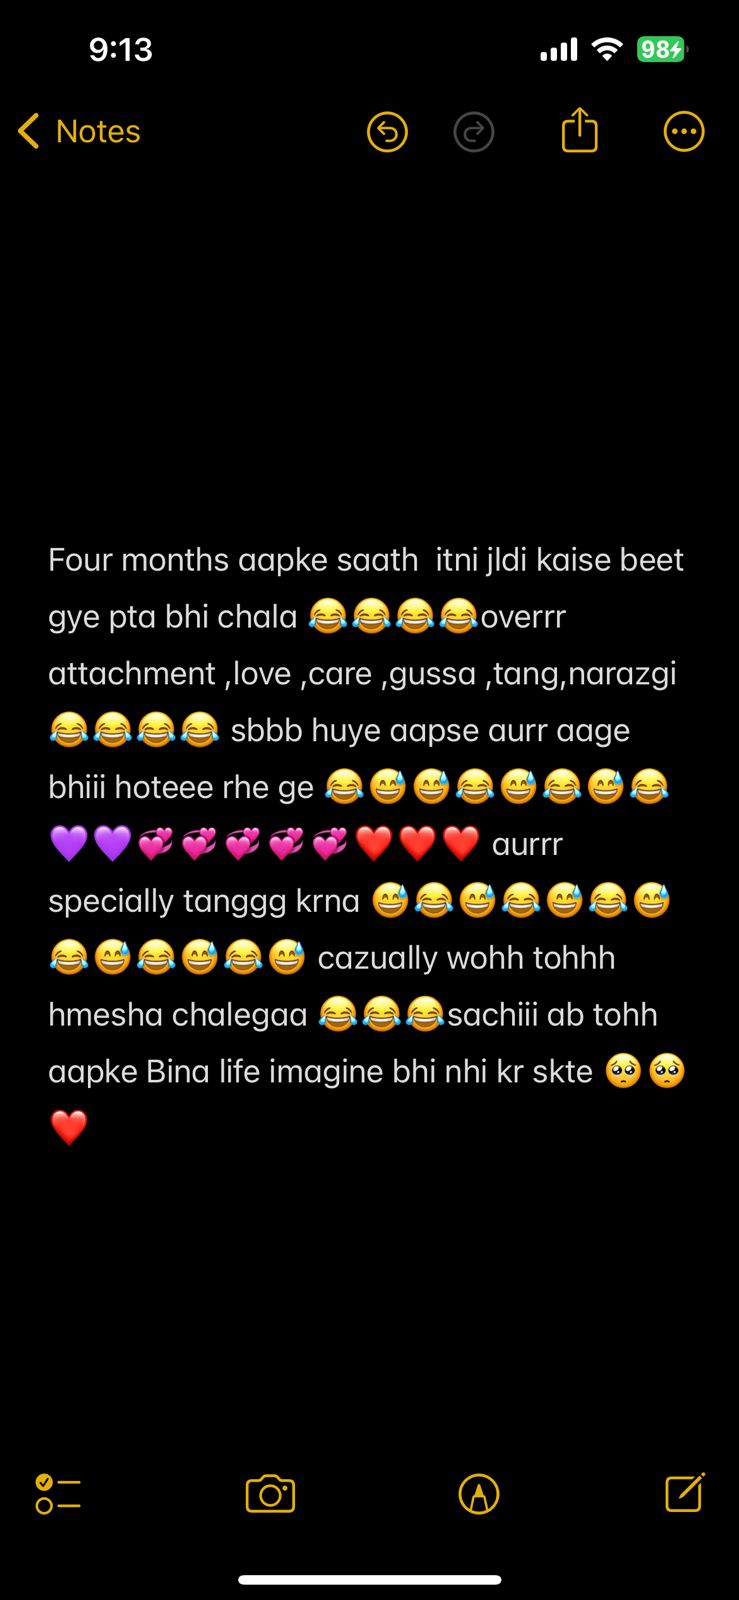 9:13
98
Notes
Four months aapke saath  itni jldi kaise beet
gye pta bhi chala 😂😂😂😂overrr
attachment ,love ,care ,gussa ,tang,narazgi
😂😂😂😂 sbbb huye aapse aurr aage
bhiii hoteee rhe ge 😂😅😅😂😅😂😅😂
💜💜💞💞💞💞💞❤️❤️❤️ aurrr
specially tanggg krna 😅😂😅😂😅😂😅
😂😅😂😅😂😅 cazually wohh tohhh
hmesha chalegaa 😂😂😂sachiii ab tohh
aapke Bina life imagine bhi nhi kr skte 🥺🥺
❤️